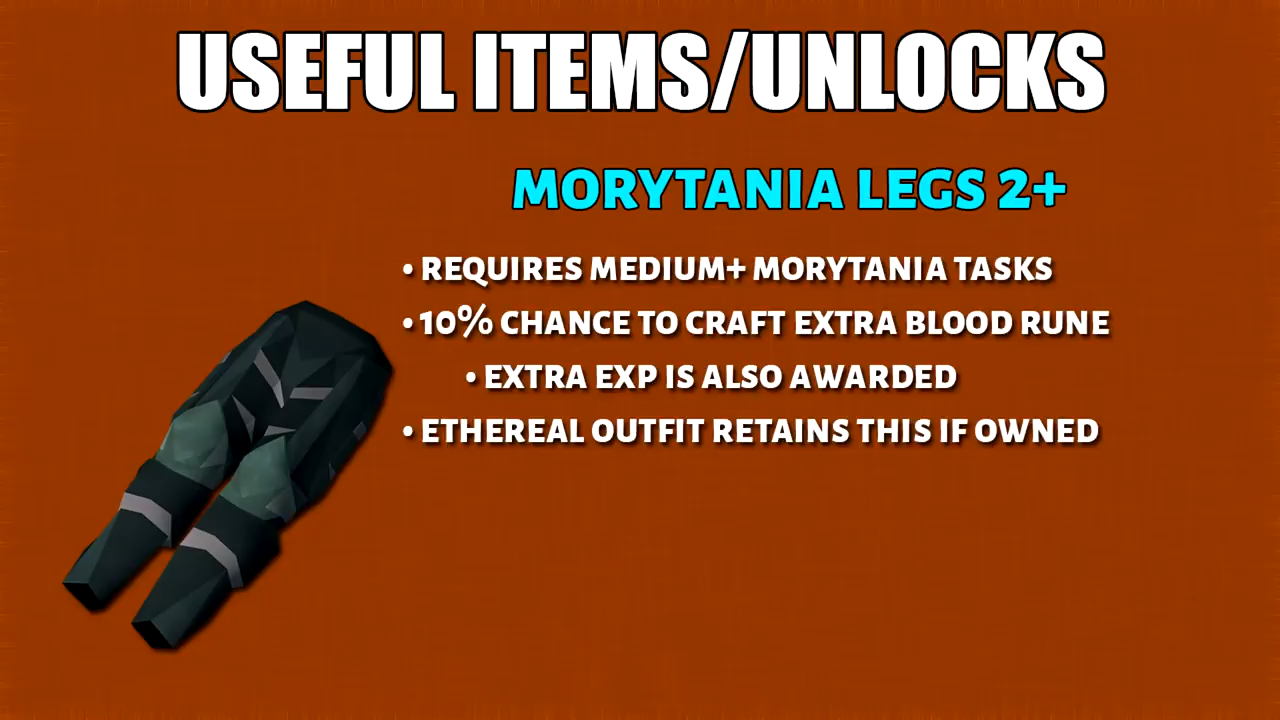 USEFUL ITEMS/UNLOCKS
MORYTANIA LEGS 2+
• REQUIRES MEDIUM+ MORYTANIA TASKS
• 10% CHANCE TO CRAFT EXTRA BLOOD RUNE
• EXTRA EXP IS ALSO AWARDED
• ETHEREAL OUTFIT RETAINS THIS IF OWNED